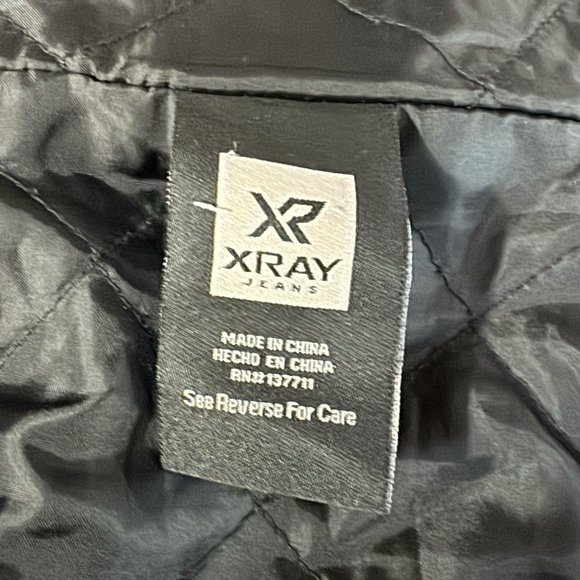 XR
XRAY
JEANS
MADE IN CHINA
HECHO EN CHINA
RN#137711
See Reverse For Care